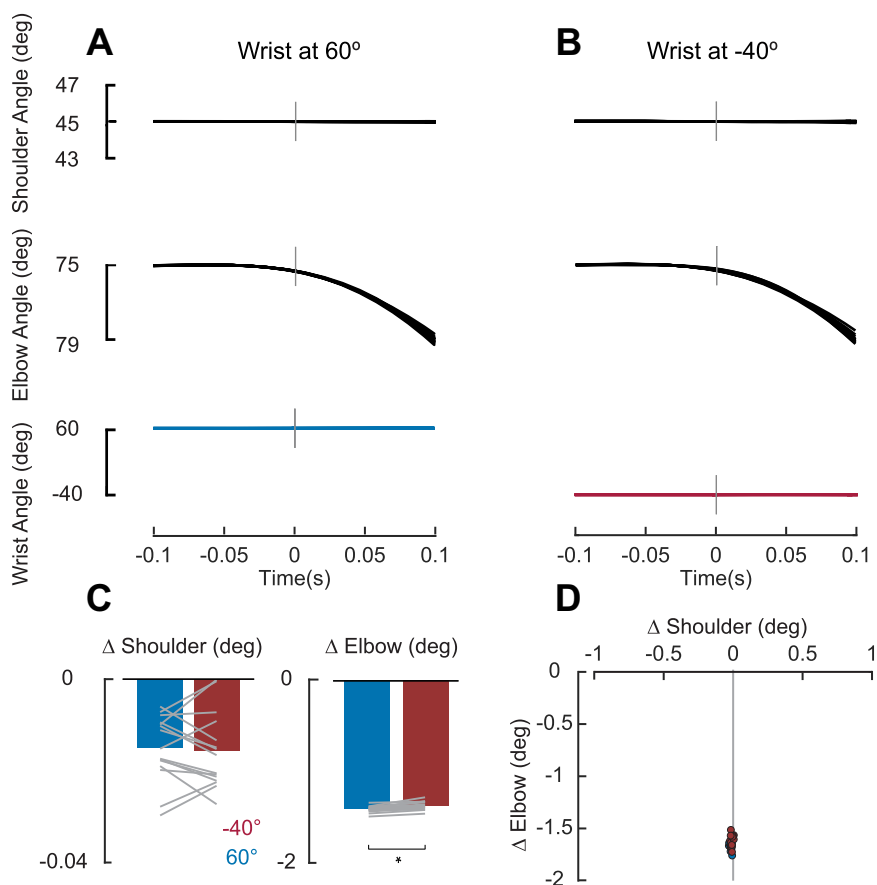 A
Wrist at 60º
Shoulder Angle (deg)
47
45
43
Elbow Angle (deg)
75
79
Wrist Angle (deg)
60
-40
-0.1 -0.05 0 0.05 0.1
Time(s)
B
Wrist at -40º
-0.1 -0.05 0 0.05 0.1
Time(s)
C
Δ Shoulder (deg)
0
-0.04
-40°
60°
Δ Elbow (deg)
0
-2
*
D
Δ Shoulder (deg)
-1 -0.5 0 0.5 1
Δ Elbow (deg)
0
-0.5
-1
-1.5
-2